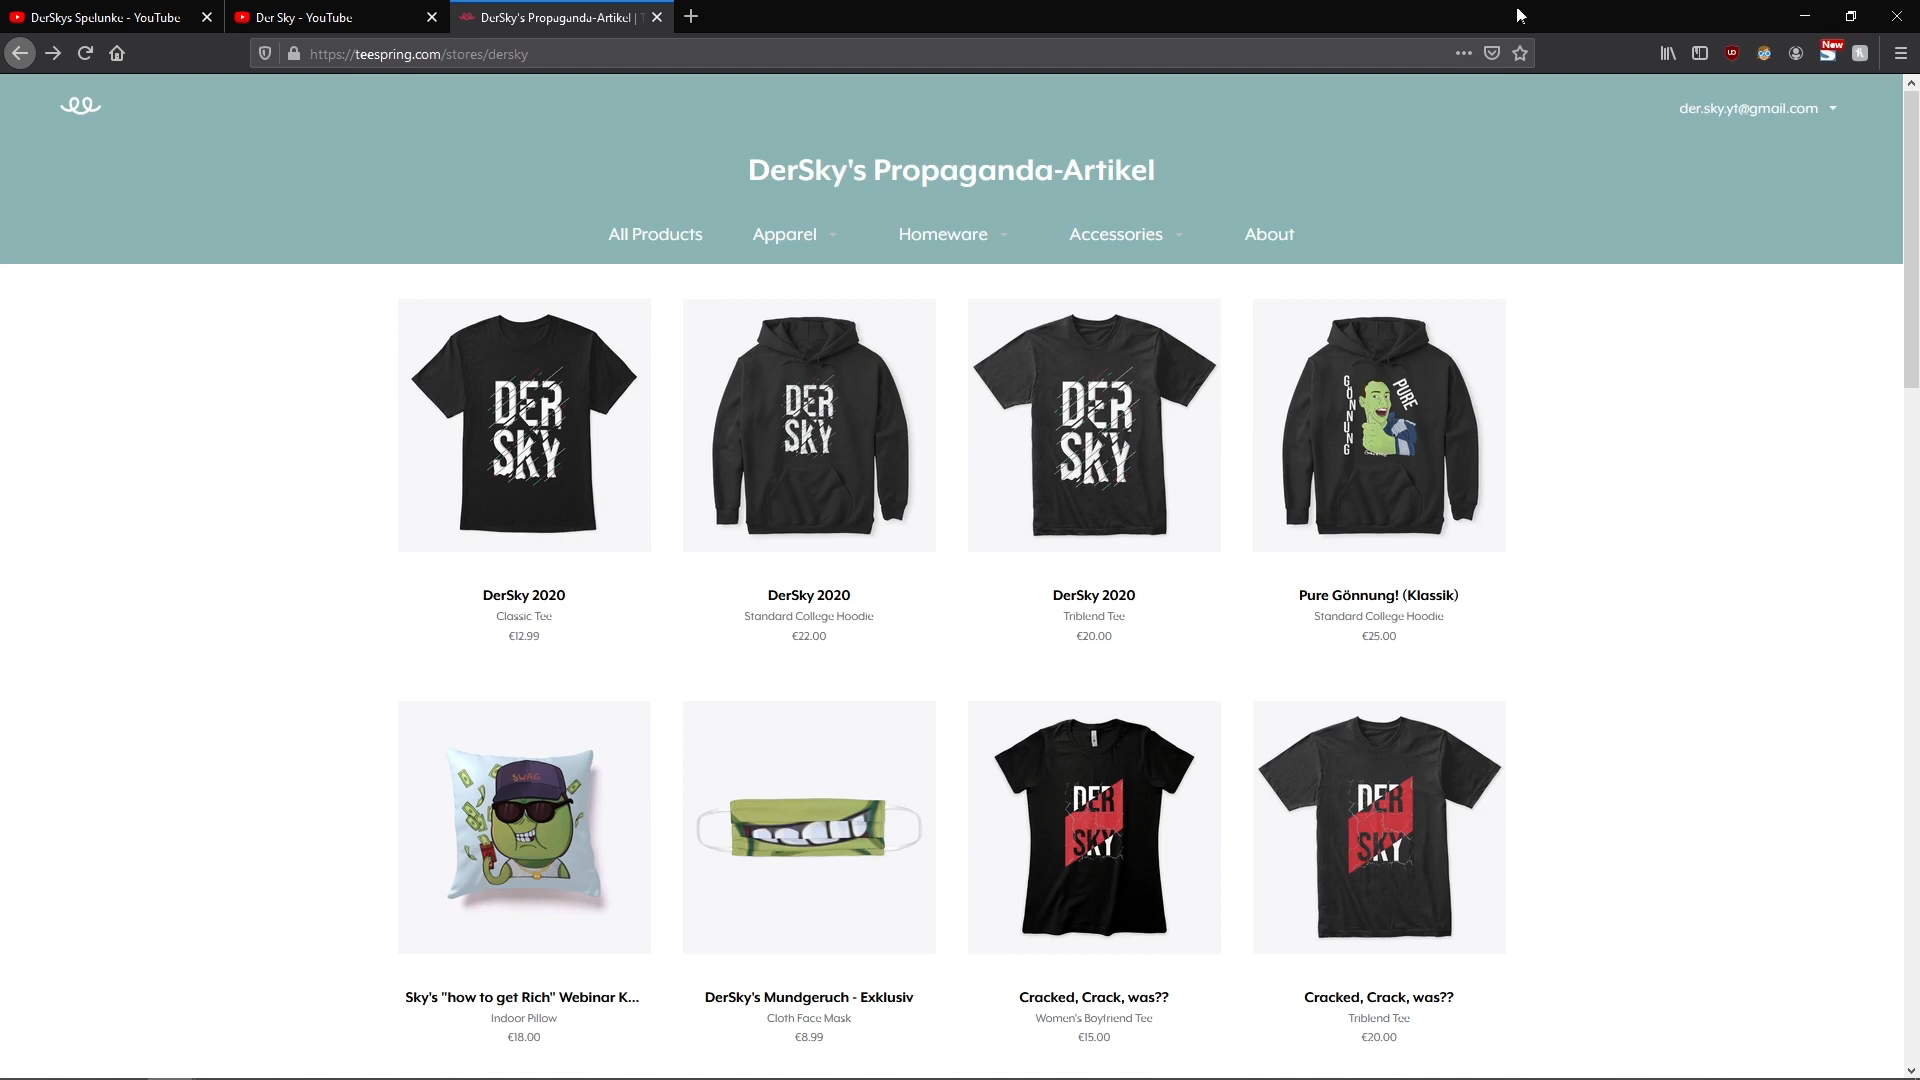 DerSkys Spelunke - YouTube
Der Sky - YouTube
DerSky's Propaganda-Artikel | T
https://teespring.com/stores/dersky
New
der.sky.yt@gmail.com
DerSky's Propaganda-Artikel
All Products Apparel Homeware Accessories About
DER SKY
DER SKY
DER SKY
GÖNNUNG PURE
DerSky 2020
Classic Tee
€12.99
DerSky 2020
Standard College Hoodie
€22.00
DerSky 2020
Triblend Tee
€20.00
Pure Gönnung! (Klassik)
Standard College Hoodie
€25.00
SWAG
DER SKY
DER SKY
Sky's "how to get Rich" Webinar K...
Indoor Pillow
€18.00
DerSky's Mundgeruch - Exklusiv
Cloth Face Mask
€8.99
Cracked, Crack, was??
Women's Boyfriend Tee
€15.00
Cracked, Crack, was??
Triblend Tee
€20.00